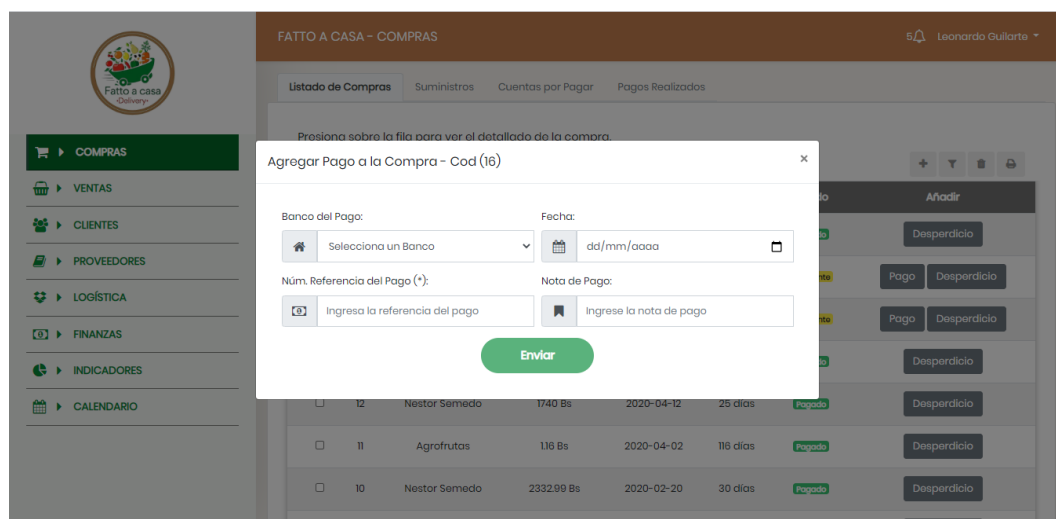 FATTO A CASA - COMPRAS
5 Leonardo Guilarte
Fatto a casa
-Delivery-
Listado de Compras Suministros Cuentas por Pagar Pagos Realizados
Presiona sobre la fila para ver el detallado de la compra.
COMPRAS
VENTAS
CLIENTES
PROVEEDORES
LOGÍSTICA
FINANZAS
INDICADORES
CALENDARIO
Agregar Pago a la Compra - Cod (16) ×
Banco del Pago: Fecha:
Selecciona un Banco dd/mm/aaaa
Núm. Referencia del Pago (*): Nota de Pago:
Ingresa la referencia del pago Ingrese la nota de pago
Enviar
Añadir
Desperdicio
Pago Desperdicio
Pago Desperdicio
Desperdicio
12 Nestor Semedo 1740 Bs 2020-04-12 25 días Pagado Desperdicio
11 Agrofrutas 1.16 Bs 2020-04-02 116 días Pagado Desperdicio
10 Nestor Semedo 2332.99 Bs 2020-02-20 30 días Pagado Desperdicio